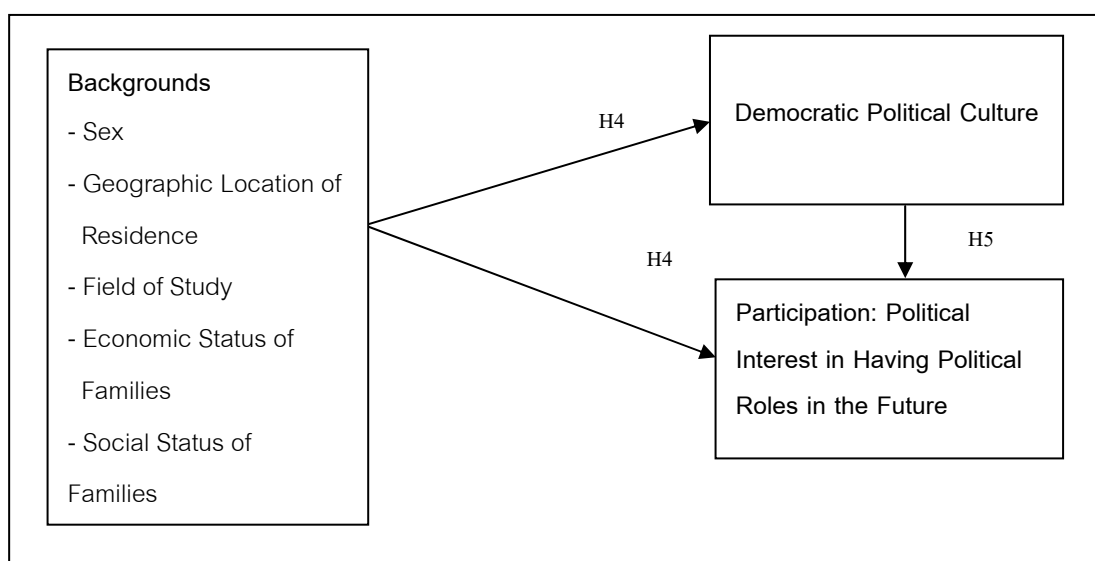 Backgrounds
- Sex
- Geographic Location of
Residence
- Field of Study
- Economic Status of
Families
- Social Status of
Families
H4
H4
Democratic Political Culture
H5
Participation: Political
Interest in Having Political
Roles in the Future